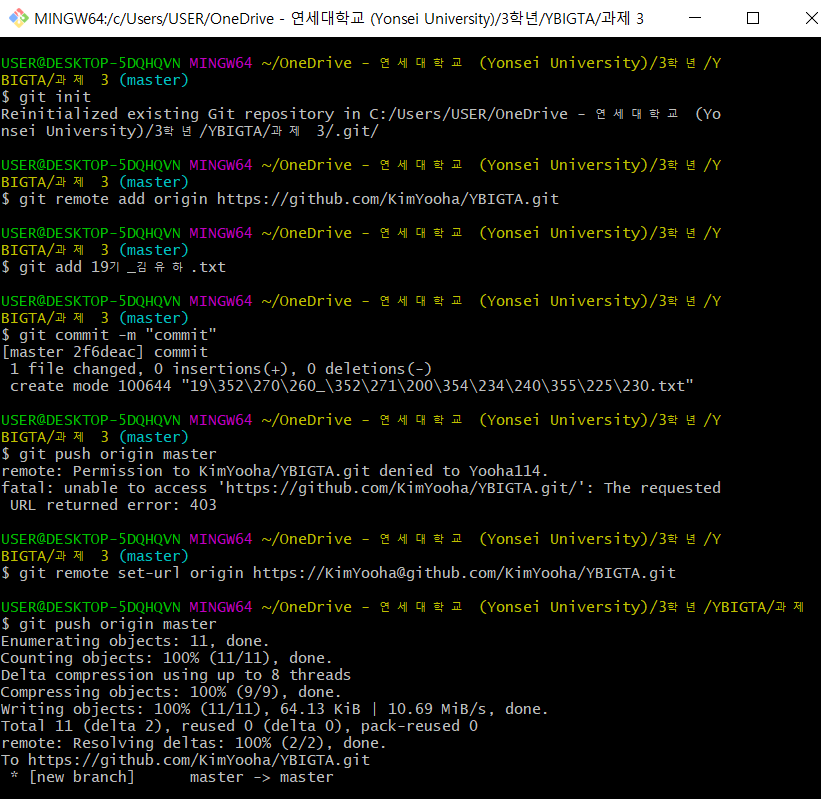 MINGW64:/c/Users/USER/OneDrive - 연세대학교 (Yonsei University)/3학년/YBIGTA/과제 3
USER@DESKTOP-5DQHQVN MINGW64 ~/OneDrive - 연세대학교 (Yonsei University)/3학년/Y
BIGTA/과제 3 (master)
$ git init
Reinitialized existing Git repository in C:/Users/USER/OneDrive - 연세대학교 (Yo
nsei University)/3학년/YBIGTA/과제 3/.git/
USER@DESKTOP-5DQHQVN MINGW64 ~/OneDrive - 연세대학교 (Yonsei University)/3학년/Y
BIGTA/과제 3 (master)
$ git remote add origin https://github.com/KimYooha/YBIGTA.git
USER@DESKTOP-5DQHQVN MINGW64 ~/OneDrive - 연세대학교 (Yonsei University)/3학년/Y
BIGTA/과제 3 (master)
$ git add 19기_김유하.txt
USER@DESKTOP-5DQHQVN MINGW64 ~/OneDrive - 연세대학교 (Yonsei University)/3학년/Y
BIGTA/과제 3 (master)
$ git commit -m "commit"
[master 2f6deac] commit
1 file changed, 0 insertions(+), 0 deletions(-)
create mode 100644 "19\352\270\260_\352\271\200\354\234\240\355\225\230.txt"
USER@DESKTOP-5DQHQVN MINGW64 ~/OneDrive - 연세대학교 (Yonsei University)/3학년/Y
BIGTA/과제 3 (master)
$ git push origin master
remote: Permission to KimYooha/YBIGTA.git denied to Yooha114.
fatal: unable to access 'https://github.com/KimYooha/YBIGTA.git/': The requested
URL returned error: 403
USER@DESKTOP-5DQHQVN MINGW64 ~/OneDrive - 연세대학교 (Yonsei University)/3학년/Y
BIGTA/과제 3 (master)
$ git remote set-url origin https://KimYooha@github.com/KimYooha/YBIGTA.git
USER@DESKTOP-5DQHQVN MINGW64 ~/OneDrive - 연세대학교 (Yonsei University)/3학년/YBIGTA/과제
$ git push origin master
Enumerating objects: 11, done.
Counting objects: 100% (11/11), done.
Delta compression using up to 8 threads
Compressing objects: 100% (9/9), done.
Writing objects: 100% (11/11), 64.13 KiB | 10.69 MiB/s, done.
Total 11 (delta 2), reused 0 (delta 0), pack-reused 0
remote: Resolving deltas: 100% (2/2), done.
To https://github.com/KimYooha/YBIGTA.git
* [new branch] master -> master